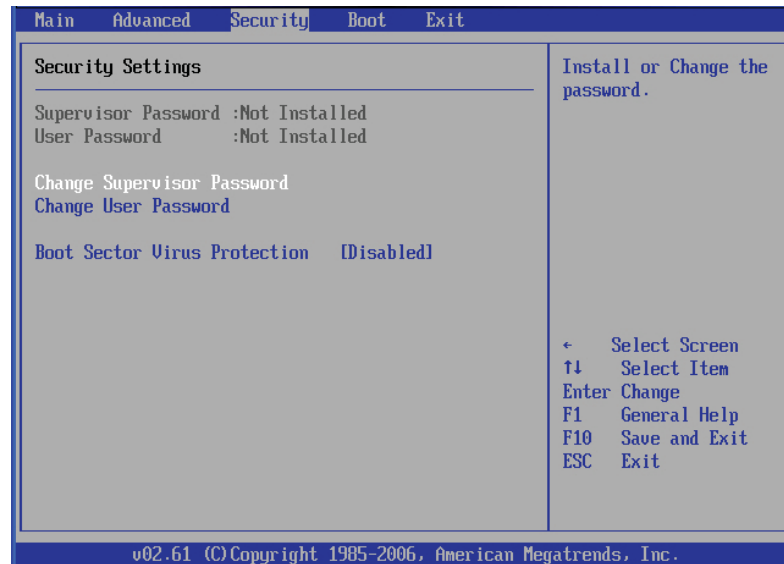 Main Advanced Security Boot Exit
Security Settings
Supervisor Password :Not Installed
User Password :Not Installed
Change Supervisor Password
Change User Password
Boot Sector Virus Protection [Disabled]
Install or Change the
password.
← Select Screen
↑↓ Select Item
Enter Change
F1 General Help
F10 Save and Exit
ESC Exit
v02.61 (C)Copyright 1985-2006, American Megatrends, Inc.